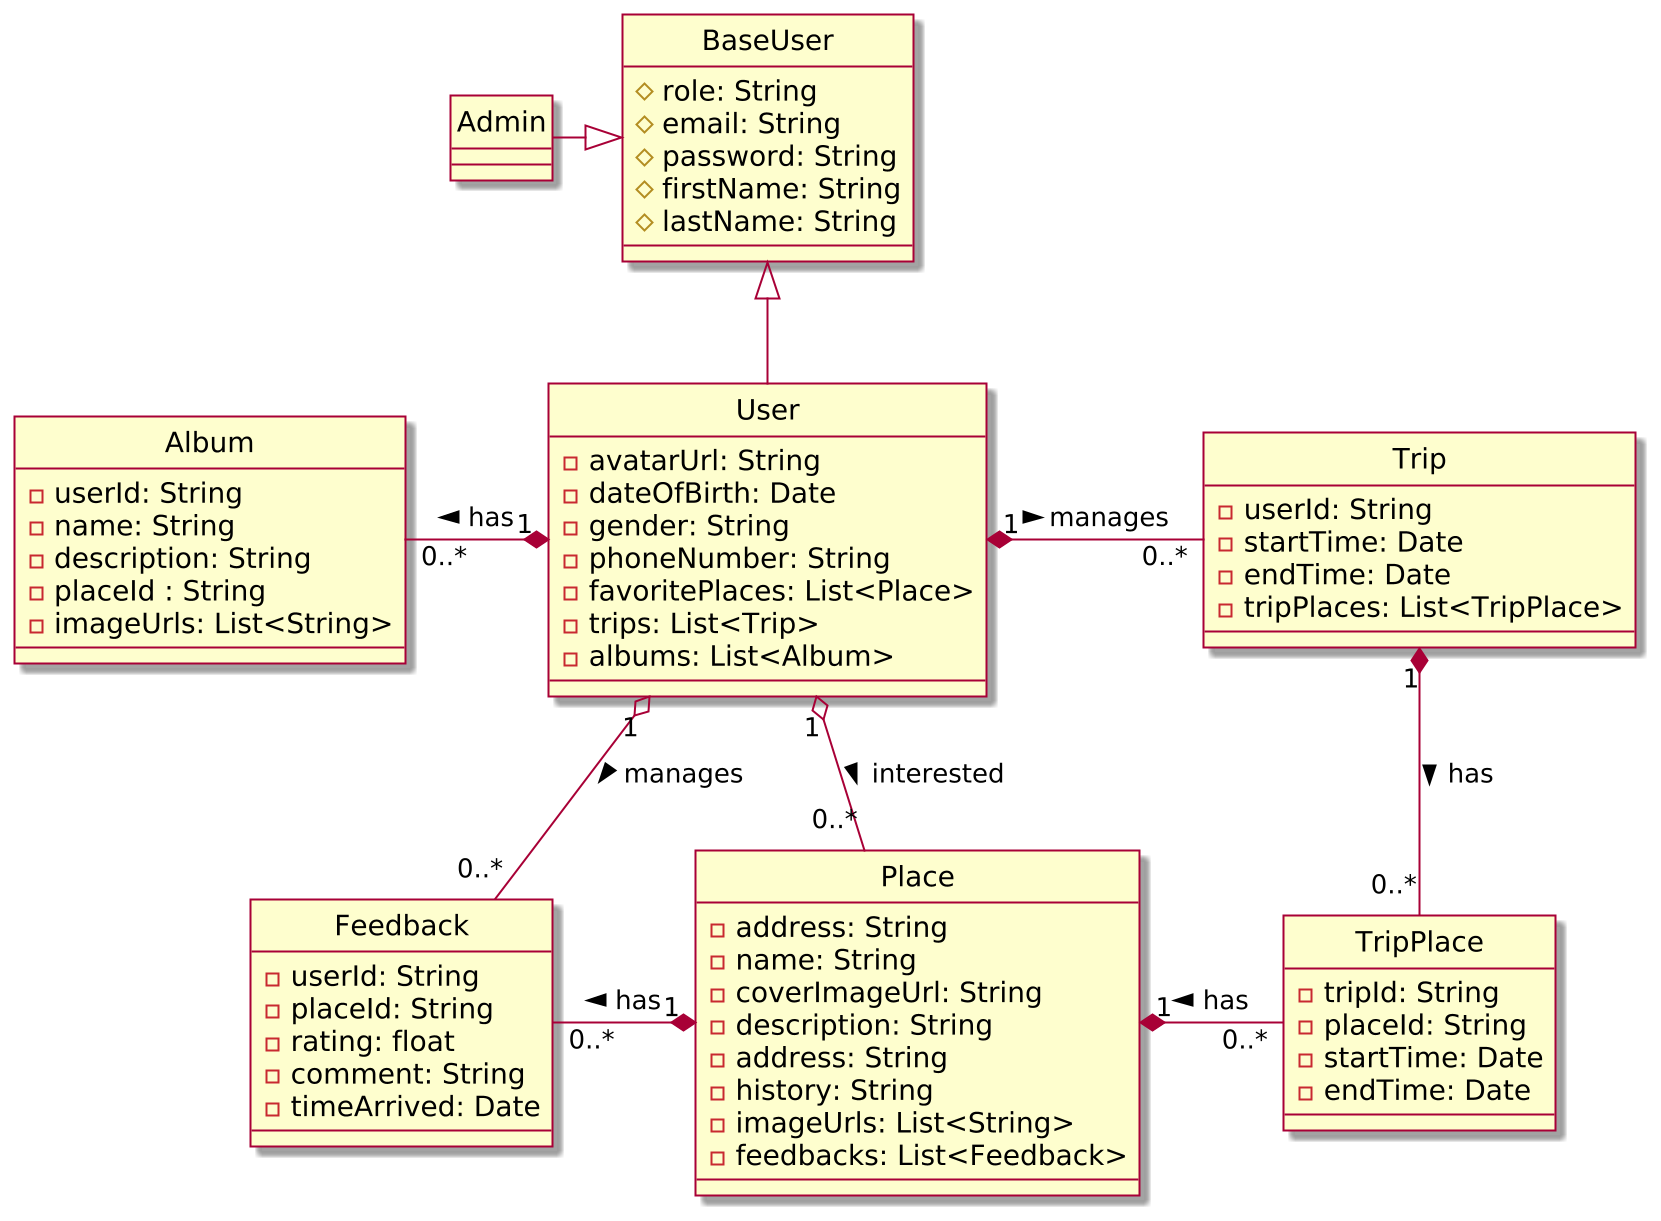 BaseUser
role: String
email: String
password: String
firstName: String
lastName: String
Admin
User
avatarUrl: String
dateOfBirth: Date
gender: String
phoneNumber: String
favoritePlaces: List<Place>
trips: List<Trip>
albums: List<Album>
Album
userId: String
name: String
description: String
placeId : String
imageUrls: List<String>
has
1
0..*
Trip
userId: String
startTime: Date
endTime: Date
tripPlaces: List<TripPlace>
1
manages
0..*
1
manages
0..*
1
interested
0..*
1
has
0..*
Feedback
userId: String
placeId: String
rating: float
comment: String
timeArrived: Date
has
1
0..*
Place
address: String
name: String
coverImageUrl: String
description: String
address: String
history: String
imageUrls: List<String>
feedbacks: List<Feedback>
1
has
0..*
TripPlace
tripId: String
placeId: String
startTime: Date
endTime: Date